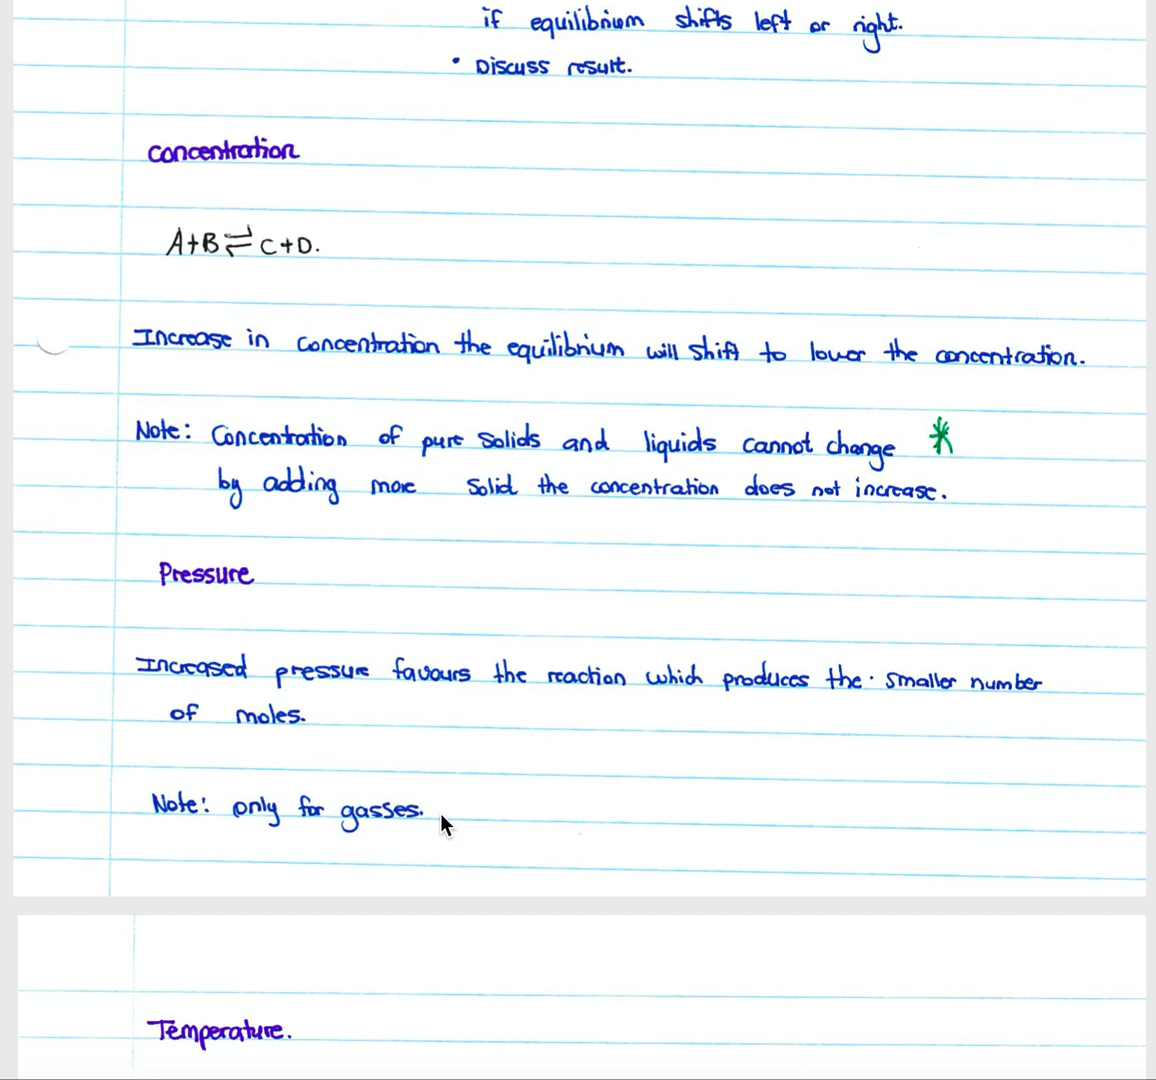 if equilibrium shifts left or right.
• Discuss result.
Concentration
A+B⇌C+D.
Increase in concentration the equilibrium will shift to lower the concentration.
Note: Concentration of pure solids and liquids cannot change *
by adding more solid the concentration does not increase.
Pressure
Increased pressure favours the reaction which produces the smaller number
of moles.
Note: only for gasses.
Temperature.